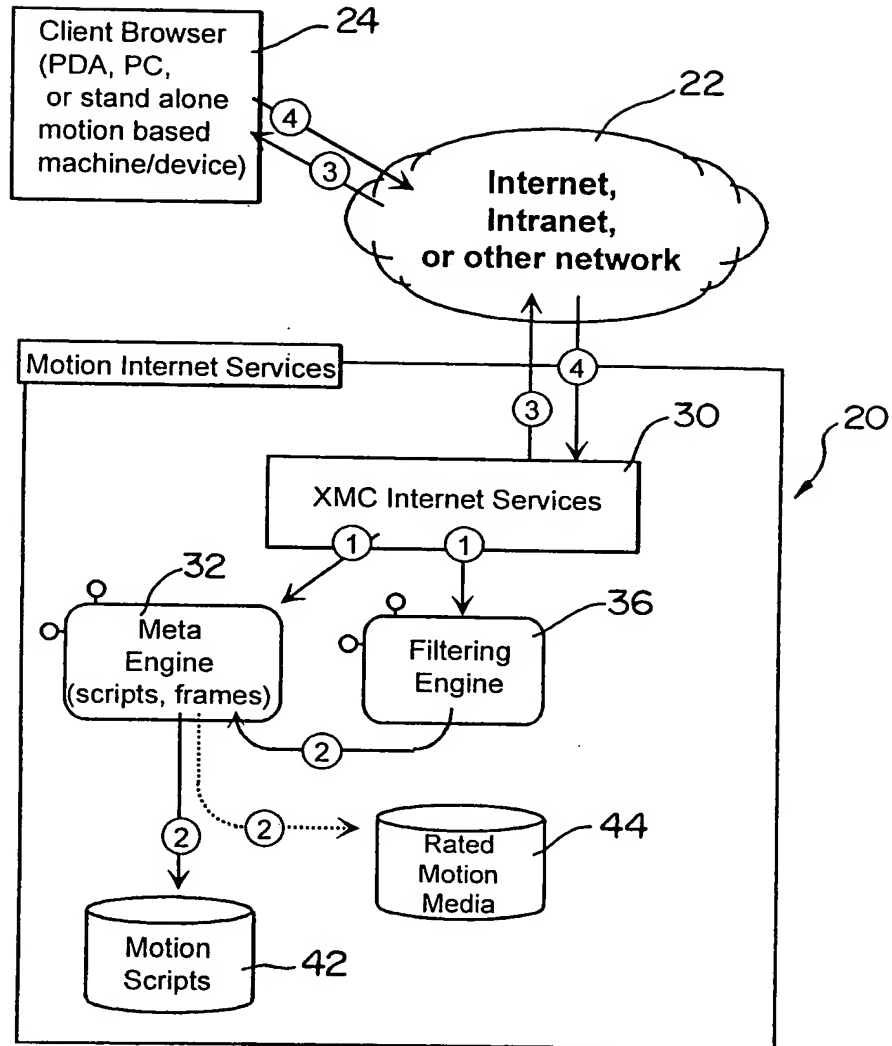 Client Browser
(PDA, PC,
or stand alone
motion based
machine/device)
24
4
3
22
Internet,
Intranet,
or other network
Motion Internet Services
4
3
30
20
XMC Internet Services
1
1
32
Meta
Engine
(scripts, frames)
36
Filtering
Engine
2
2
2
44
Rated
Motion
Media
Motion
Scripts
42